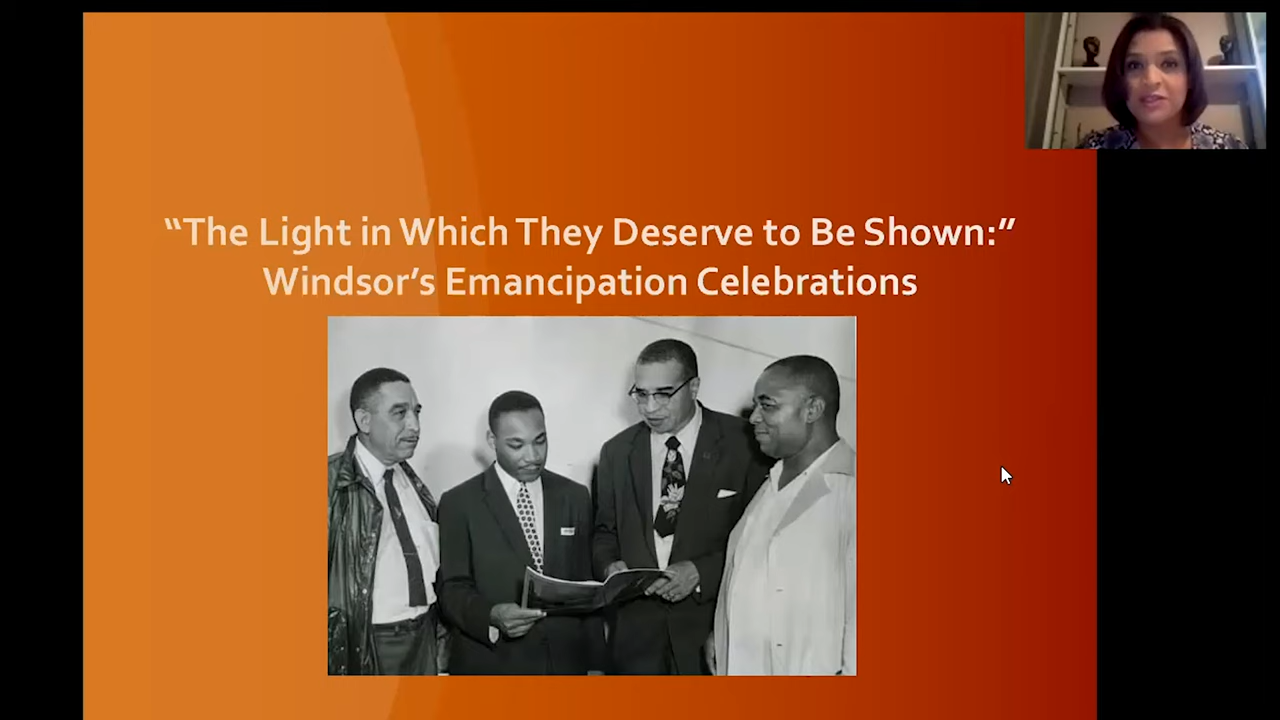 “The Light in Which They Deserve to Be Shown:”
Windsor’s Emancipation Celebrations